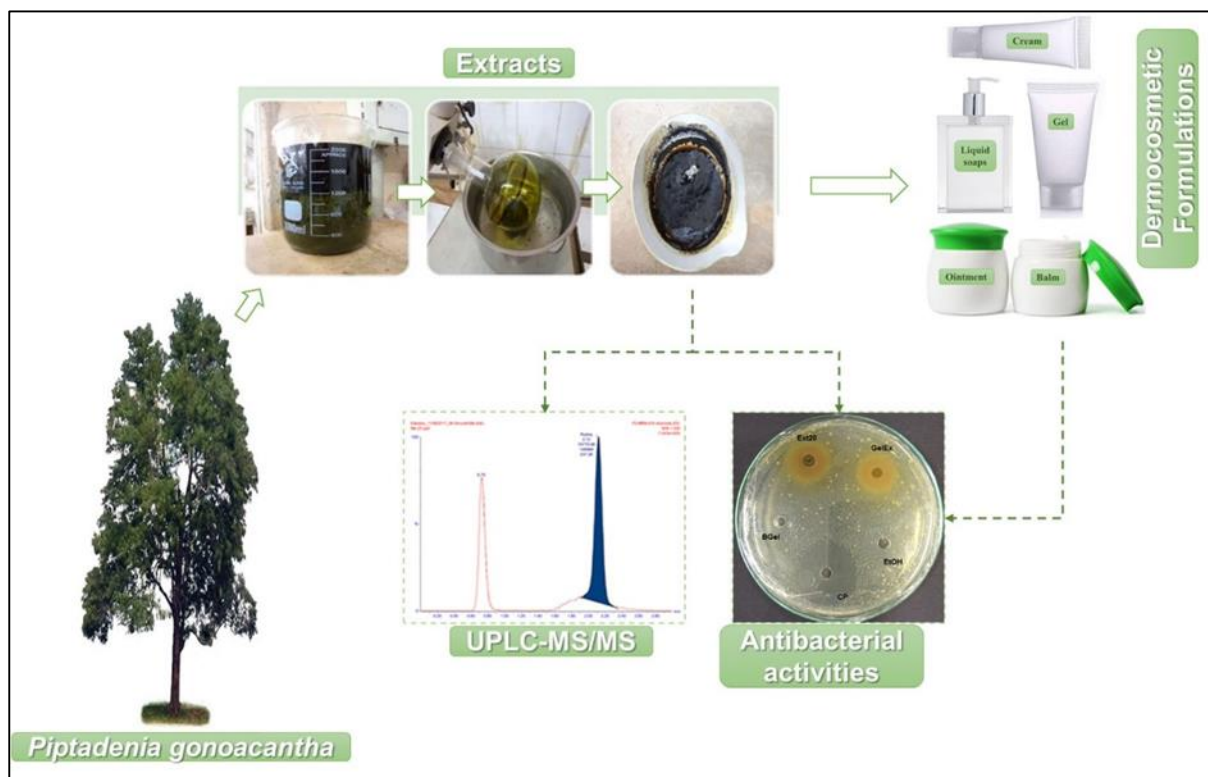 Extracts
Cream
Liquid
soaps
Gel
Ointment
Balm
Dermocosmetic
Formulations
Ext20
GelEx
BGel
EtOH
CP
UPLC-MS/MS
Antibacterial
activities
Piptadenia gonoacantha